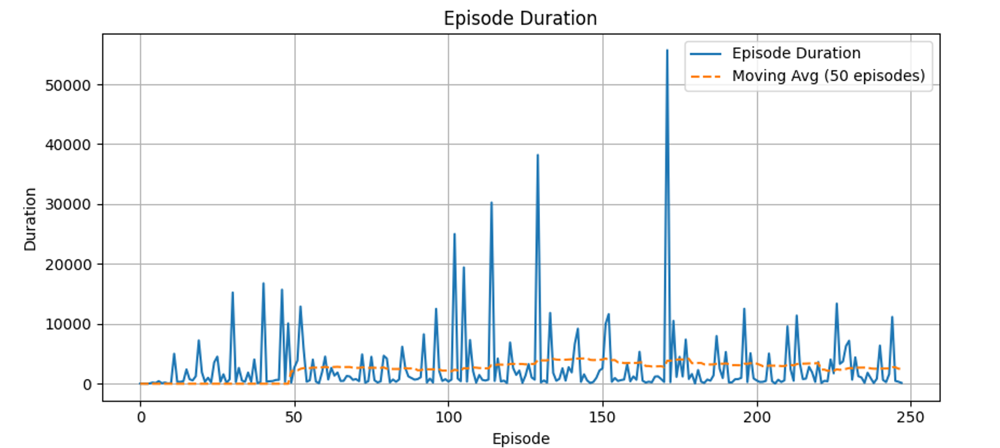 Episode Duration
Episode Duration
Moving Avg (50 episodes)
50000
40000
30000
20000
10000
0
Duration
0 50 100 150 200 250
Episode